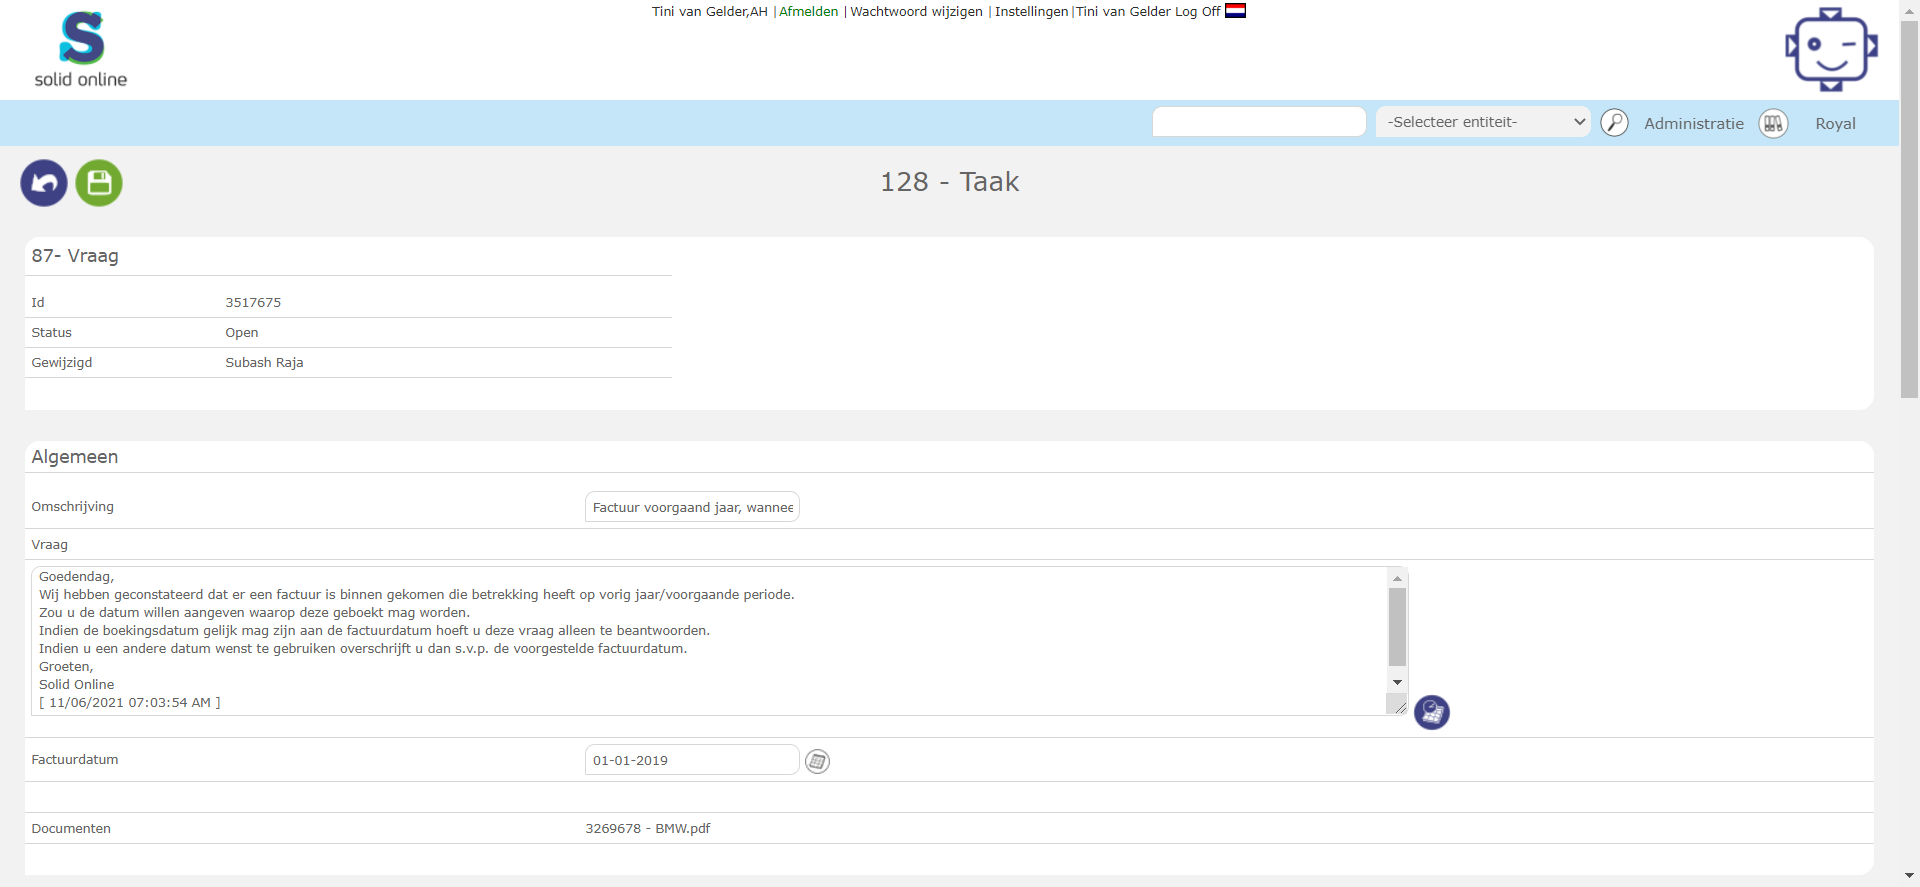 Tini van Gelder,AH |Afmelden |Wachtwoord wijzigen |Instellingen|Tini van Gelder Log Off
S
solid online
-Selecteer entiteit- Administratie Royal
128 - Taak
87- Vraag
Id 3517675
Status Open
Gewijzigd Subash Raja
Algemeen
Omschrijving Factuur voorgaand jaar, wannee
Vraag
Goedendag,
Wij hebben geconstateerd dat er een factuur is binnen gekomen die betrekking heeft op vorig jaar/voorgaande periode.
Zou u de datum willen aangeven waarop deze geboekt mag worden.
Indien de boekingsdatum gelijk mag zijn aan de factuurdatum hoeft u deze vraag alleen te beantwoorden.
Indien u een andere datum wenst te gebruiken overschrijft u dan s.v.p. de voorgestelde factuurdatum.
Groeten,
Solid Online
[ 11/06/2021 07:03:54 AM ]
Factuurdatum 01-01-2019
Documenten 3269678 - BMW.pdf